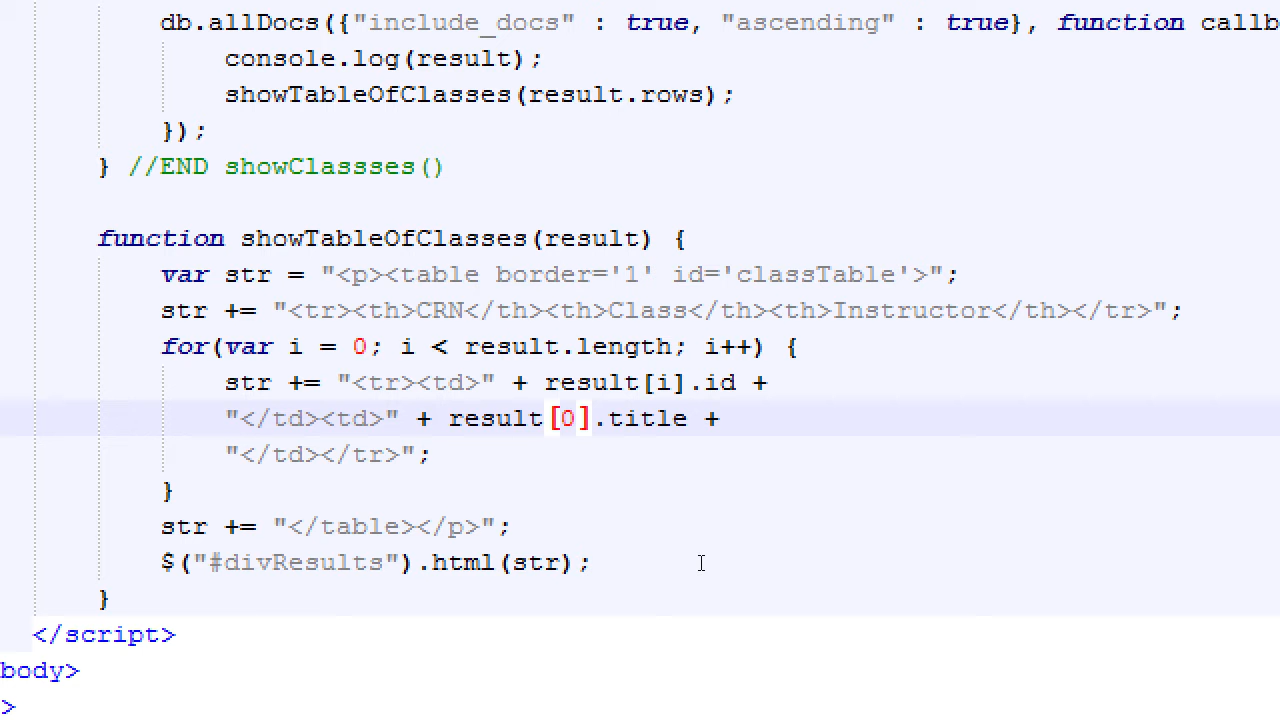 db.allDocs({"include_docs" : true, "ascending" : true}, function callb
console.log(result);
showTableOfClasses(result.rows);
});
} //END showClassses()
function showTableOfClasses(result) {
var str = "<p><table border='1' id='classTable'>";
str += "<tr><th>CRN</th><th>Class</th><th>Instructor</th></tr>";
for(var i = 0; i < result.length; i++) {
str += "<tr><td>" + result[i].id +
"</td><td>" + result[0].title +
"</td></tr>";
}
str += "</table></p>";
$("#divResults").html(str);
}
</script>
body>
>